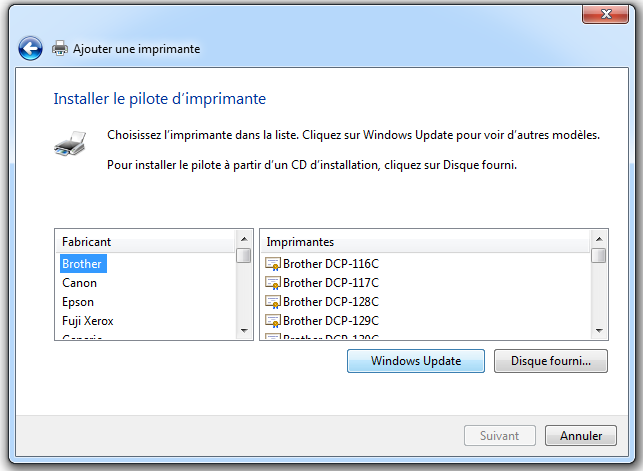 Ajouter une imprimante
Installer le pilote d'imprimante
Choisissez l'imprimante dans la liste. Cliquez sur Windows Update pour voir d'autres modèles.
Pour installer le pilote à partir d'un CD d'installation, cliquez sur Disque fourni.
Fabricant
Brother
Canon
Epson
Fuji Xerox
Imprimantes
Brother DCP-116C
Brother DCP-117C
Brother DCP-128C
Brother DCP-129C
Windows Update
Disque fourni...
Suivant
Annuler